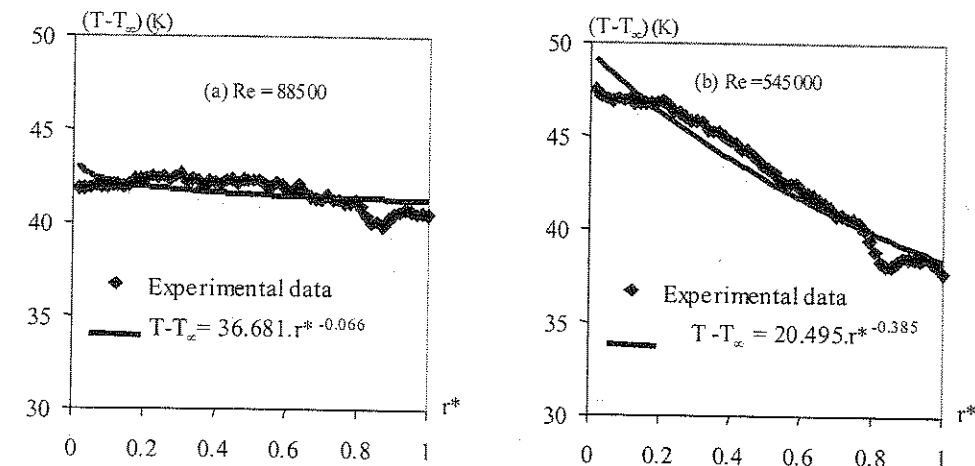 (T-T∞)(K)
50
45
40
35
30
(a) Re = 88500
Experimental data
T-T∞= 36.681.r* -0.066
0 0.2 0.4 0.6 0.8 1
r*
(T-T∞)(K)
50
45
40
35
30
(b) Re=545000
Experimental data
T -T∞ = 20.495.r* -0.385
0 0.2 0.4 0.6 0.8 1
r*